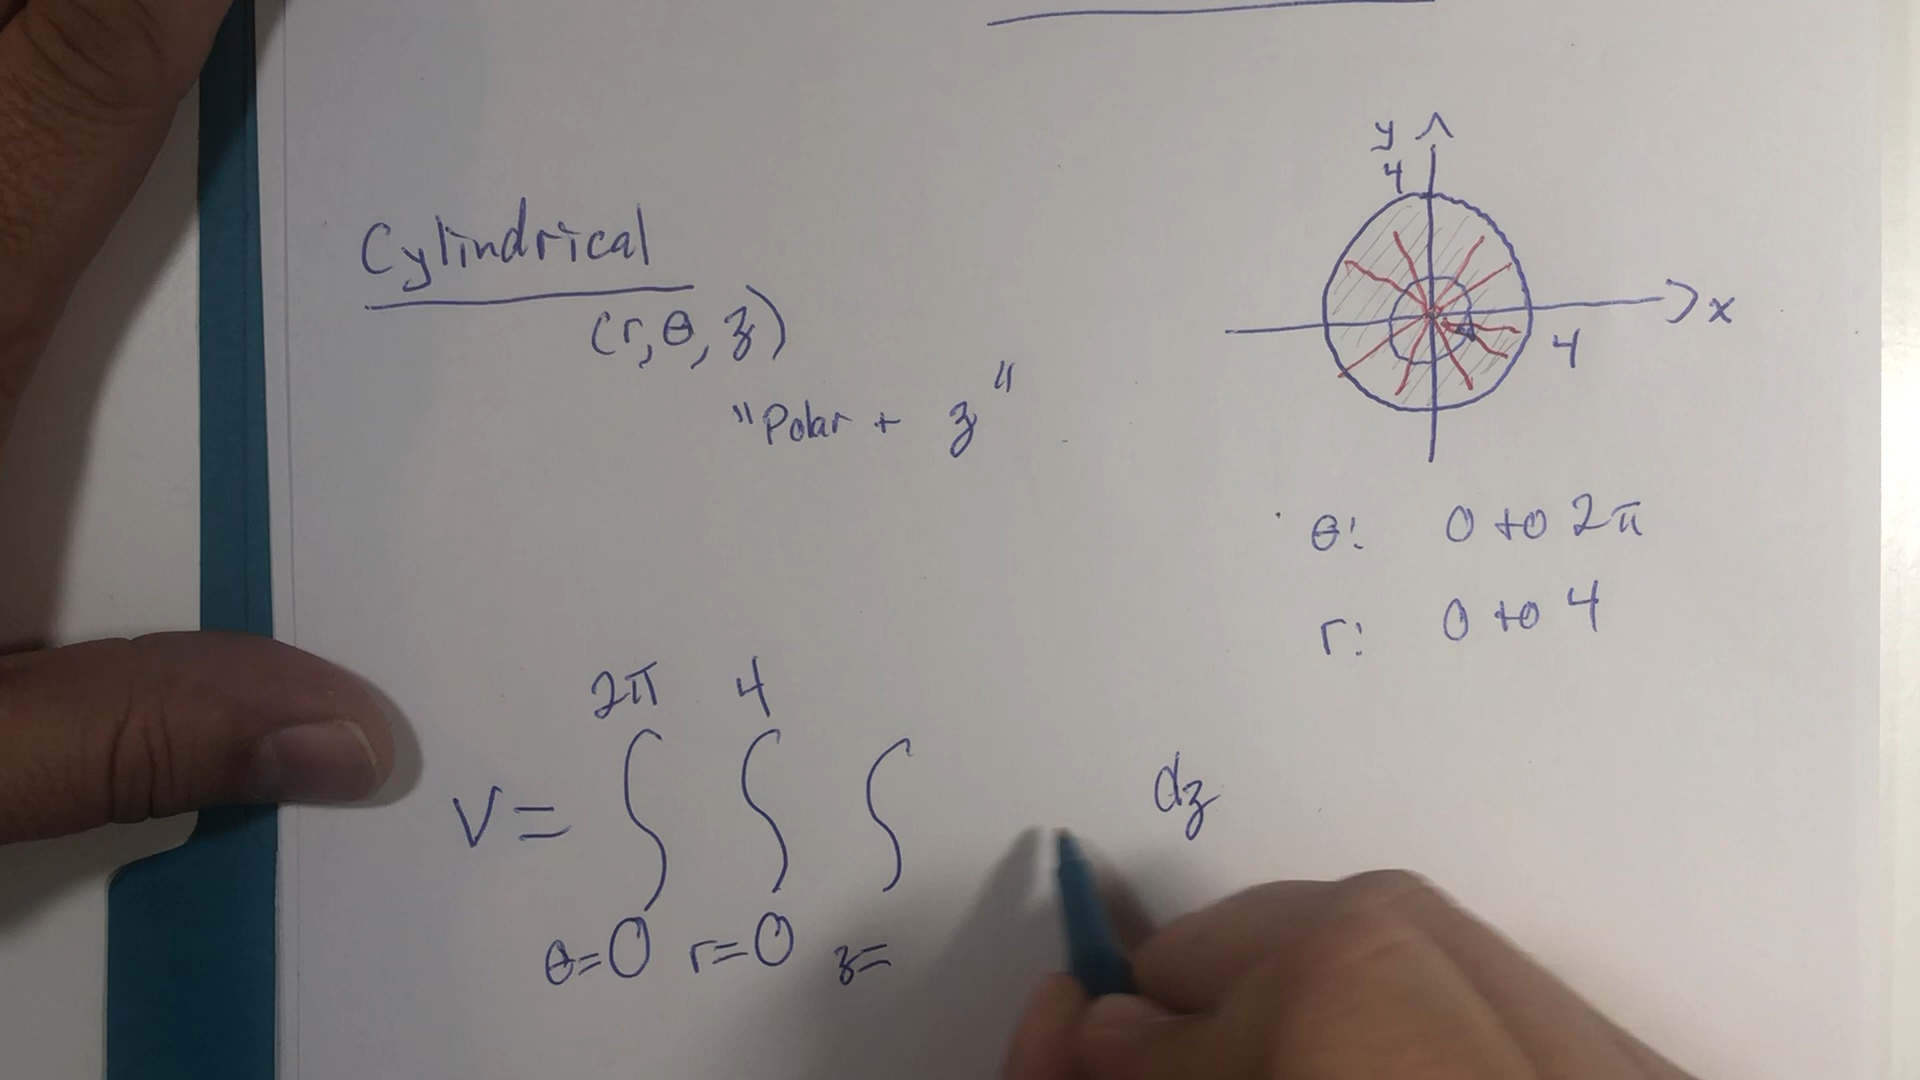 Cylindrical
(r, θ, z)
"Polar + z"
y
4
x
4
θ: 0 to 2π
r: 0 to 4
2π 4
V = ∫ ∫ ∫ dz
θ=0 r=0 z=